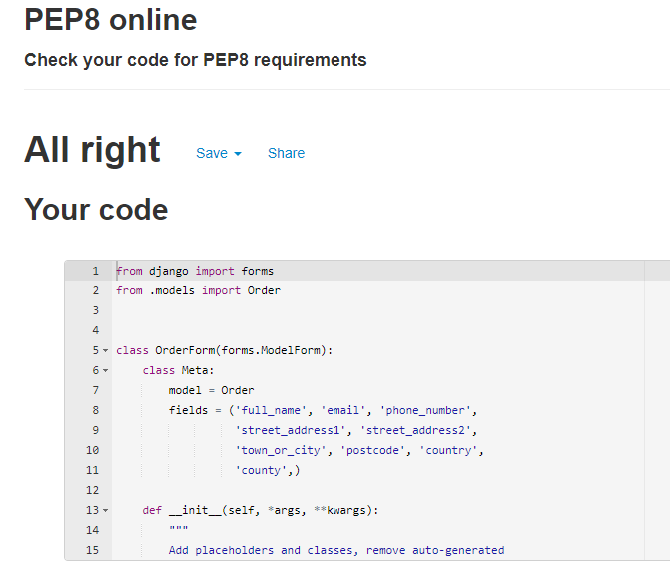 PEP8 online
Check your code for PEP8 requirements
All right Save Share
Your code
1 from django import forms
2 from .models import Order
3
4
5 class OrderForm(forms.ModelForm):
6     class Meta:
7         model = Order
8         fields = ('full_name', 'email', 'phone_number',
9                   'street_address1', 'street_address2',
10                   'town_or_city', 'postcode', 'country',
11                   'county',)
12
13     def __init__(self, *args, **kwargs):
14         """
15         Add placeholders and classes, remove auto-generated